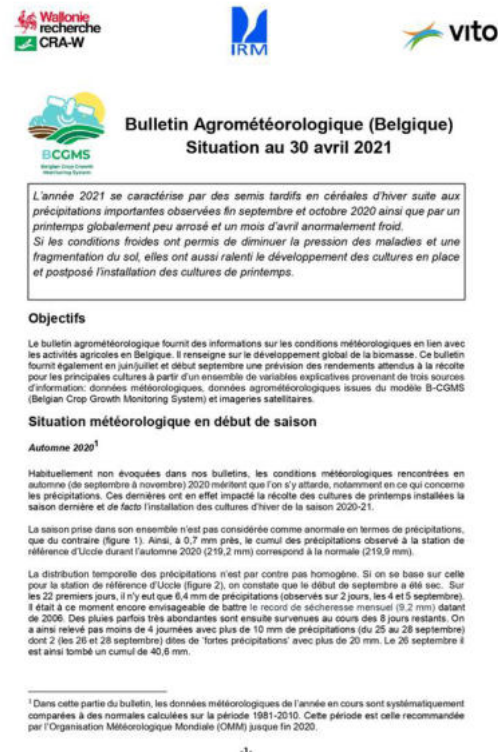 Wallonie
recherche
CRA-W
IRM
vito
BCGMS
Belgian Crop Growth
Monitoring System
Bulletin Agrométéorologique (Belgique)
Situation au 30 avril 2021
L'année 2021 se caractérise par des semis tardifs en céréales d'hiver suite aux
précipitations importantes observées fin septembre et octobre 2020 ainsi que par un
printemps globalement peu arrosé et un mois d'avril anormalement froid.
Si les conditions froides ont permis de diminuer la pression des maladies et une
fragmentation du sol, elles ont aussi ralenti le développement des cultures en place
et postposé l'installation des cultures de printemps.
Objectifs
Le bulletin agrométéorologique fournit des informations sur les conditions météorologiques en lien avec
les activités agricoles en Belgique. Il renseigne sur le développement global de la biomasse. Ce bulletin
fournit également en juin/juillet et début septembre une prévision des rendements attendus à la récolte
pour les principales cultures à partir d'un ensemble de variables explicatives provenant de trois sources
d'information: données météorologiques, données agrométéorologiques issues du modèle B-CGMS
(Belgian Crop Growth Monitoring System) et imageries satellitaires.
Situation météorologique en début de saison
Automne 2020¹
Habituellement non évoquées dans nos bulletins, les conditions météorologiques rencontrées en
automne (de septembre à novembre) 2020 méritent que l'on s'y attarde, notamment en ce qui concerne
les précipitations. Ces dernières ont en effet impacté la récolte des cultures de printemps installées la
saison dernière et de facto l'installation des cultures d'hiver de la saison 2020-21.
La saison prise dans son ensemble n'est pas considérée comme anormale en termes de précipitations,
que du contraire (figure 1). Ainsi, à 0,7 mm près, le cumul des précipitations observé à la station de
référence d'Uccle durant l'automne 2020 (219,2 mm) correspond à la normale (219,9 mm).
La distribution temporelle des précipitations n'est par contre pas homogène. Si on se base sur celle
pour la station de référence d'Uccle (figure 2), on constate que le début de septembre a été sec. Sur
les 22 premiers jours, il n'y eut que 6,4 mm de précipitations (observés sur 2 jours, les 4 et 5 septembre).
Il était à ce moment encore envisageable de battre le record de sécheresse mensuel (9,2 mm) datant
de 2006. Des pluies parfois très abondantes sont ensuite survenues au cours des 8 jours restants. On
a ainsi relevé pas moins de 4 journées avec plus de 10 mm de précipitations (du 25 au 28 septembre)
dont 2 (les 26 et 28 septembre) dites de 'fortes précipitations' avec plus de 20 mm. Le 26 septembre il
est ainsi tombé un cumul de 40,6 mm.
¹ Dans cette partie du bulletin, les données météorologiques de l'année en cours sont systématiquement
comparées à des normales calculées sur la période 1981-2010. Cette période est celle recommandée
par l'Organisation Météorologique Mondiale (OMM) jusque fin 2020.
-1-